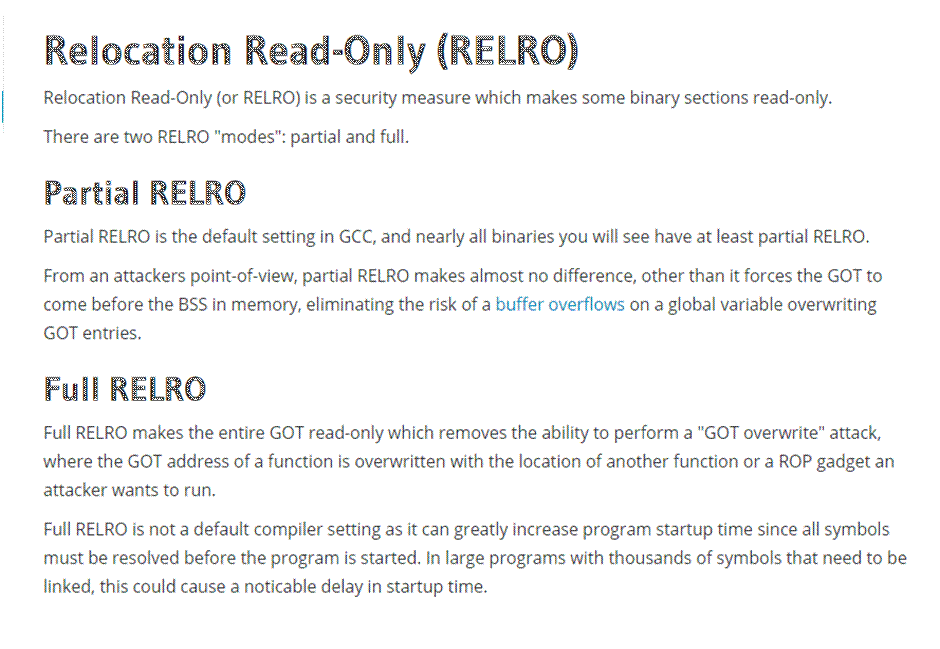 Relocation Read-Only (RELRO)
Relocation Read-Only (or RELRO) is a security measure which makes some binary sections read-only.
There are two RELRO "modes": partial and full.
Partial RELRO
Partial RELRO is the default setting in GCC, and nearly all binaries you will see have at least partial RELRO.
From an attackers point-of-view, partial RELRO makes almost no difference, other than it forces the GOT to
come before the BSS in memory, eliminating the risk of a buffer overflows on a global variable overwriting
GOT entries.
Full RELRO
Full RELRO makes the entire GOT read-only which removes the ability to perform a "GOT overwrite" attack,
where the GOT address of a function is overwritten with the location of another function or a ROP gadget an
attacker wants to run.
Full RELRO is not a default compiler setting as it can greatly increase program startup time since all symbols
must be resolved before the program is started. In large programs with thousands of symbols that need to be
linked, this could cause a noticable delay in startup time.